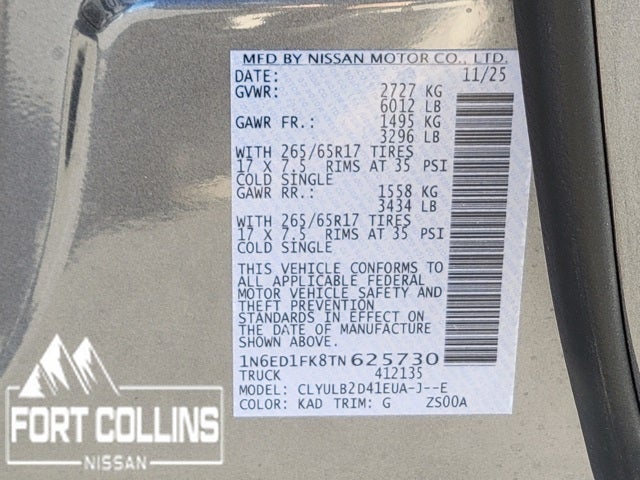 MFD BY NISSAN MOTOR CO., LTD.
DATE: 11/25
GVWR: 2727 KG
6012 LB
GAWR FR.: 1495 KG
3296 LB
WITH 265/65R17 TIRES
17 X 7.5 RIMS AT 35 PSI
COLD SINGLE
GAWR RR.: 1558 KG
3434 LB
WITH 265/65R17 TIRES
17 X 7.5 RIMS AT 35 PSI
COLD SINGLE
THIS VEHICLE CONFORMS TO
ALL APPLICABLE FEDERAL
MOTOR VEHICLE SAFETY AND
THEFT PREVENTION
STANDARDS IN EFFECT ON
THE DATE OF MANUFACTURE
SHOWN ABOVE.
1N6ED1FK8TN625730
TRUCK 412135
MODEL: CLYULB2D41EUA-J--E
COLOR: KAD TRIM: G ZS00A
FORT COLLINS
NISSAN